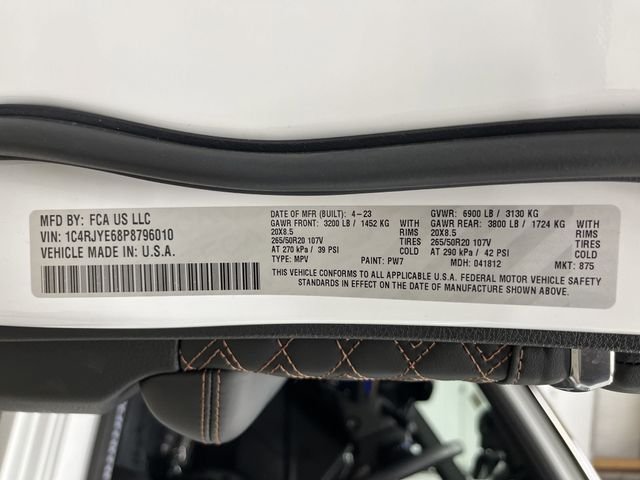 MFD BY: FCA US LLC
VIN: 1C4RJYE68P8796010
VEHICLE MADE IN: U.S.A.
DATE OF MFR (BUILT): 4-23
GAWR FRONT: 3200 LB / 1452 KG WITH
20X8.5 RIMS
265/50R20 107V TIRES
AT 270 kPa / 39 PSI COLD
TYPE: MPV PAINT: PW7
GVWR: 6900 LB / 3130 KG
GAWR REAR: 3800 LB / 1724 KG WITH
20X8.5 RIMS
265/50R20 107V TIRES
AT 290 kPa / 42 PSI COLD
MDH: 041812 MKT: 875
THIS VEHICLE CONFORMS TO ALL APPLICABLE U.S.A. FEDERAL MOTOR VEHICLE SAFETY
STANDARDS IN EFFECT ON THE DATE OF MANUFACTURE SHOWN ABOVE.